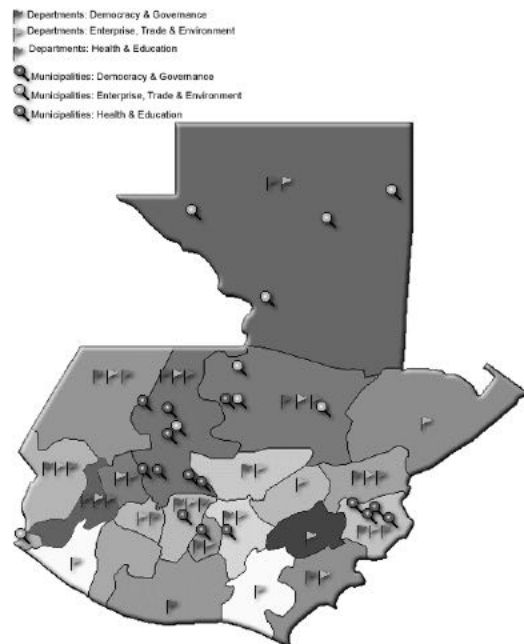 Departments: Democracy & Governance
Departments: Enterprise, Trade & Environment
Departments: Health & Education
Municipalities: Democracy & Governance
Municipalities: Enterprise, Trade & Environment
Municipalities: Health & Education